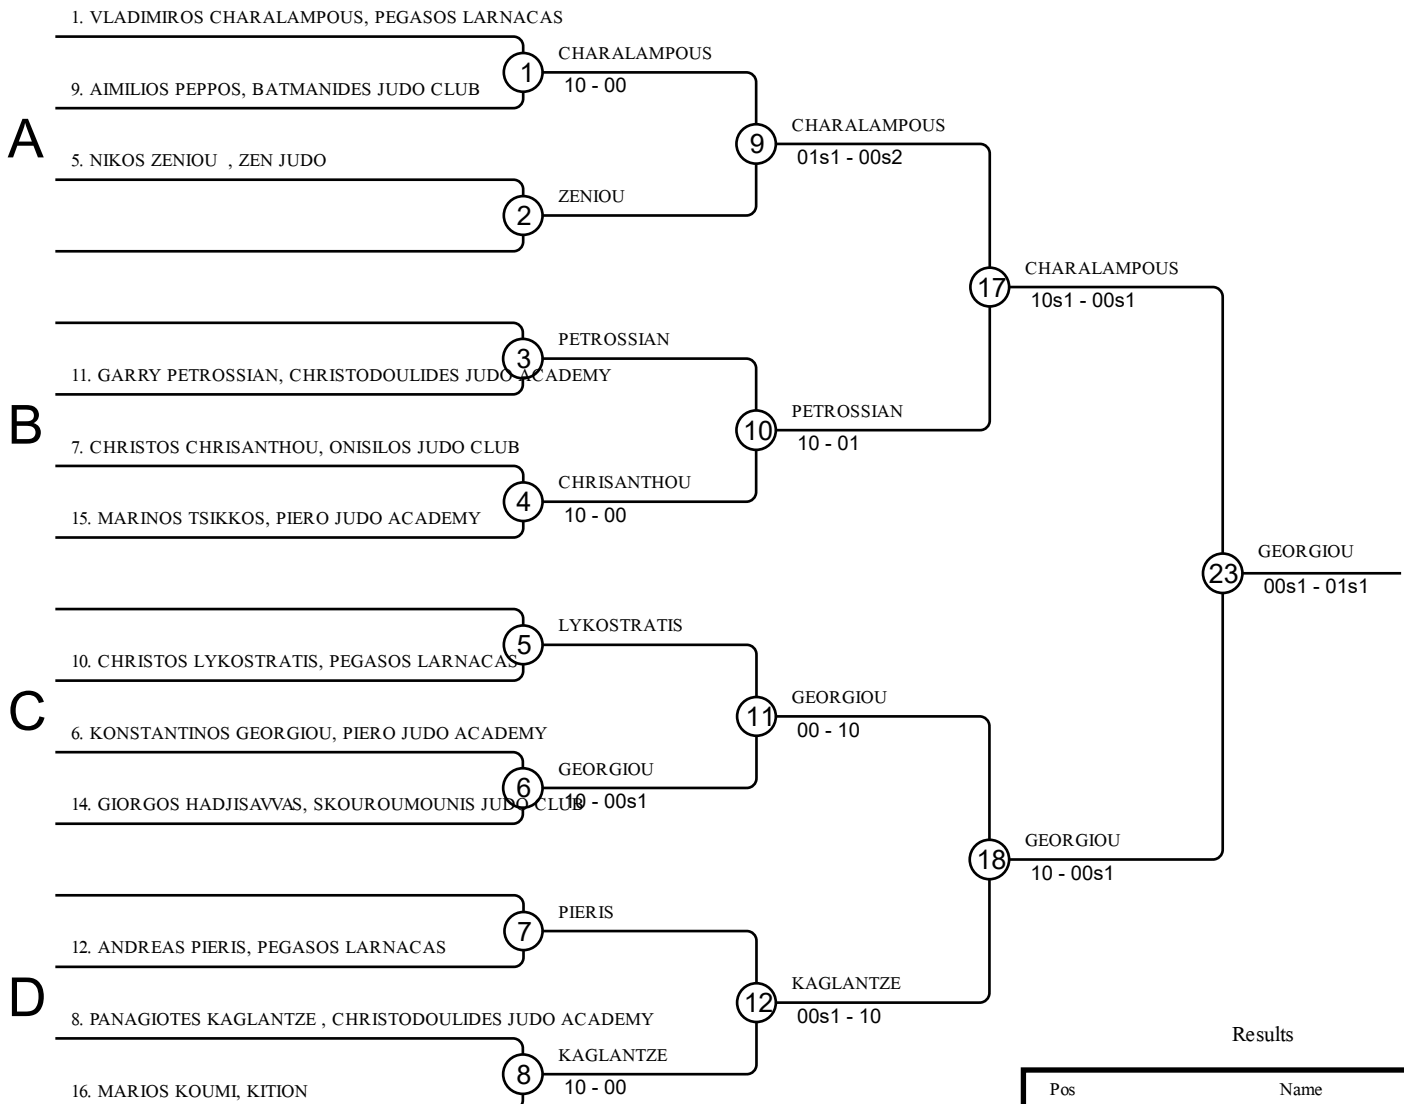 1. VLADIMIROS CHARALAMPOUS, PEGASOS LARNACAS
1
CHARALAMPOUS
10 - 00
9. AIMILIOS PEPPOS, BATMANIDES JUDO CLUB
A
9
CHARALAMPOUS
01s1 - 00s2
5. NIKOS ZENIOU , ZEN JUDO
2
ZENIOU
17
CHARALAMPOUS
10s1 - 00s1
3
PETROSSIAN
11. GARRY PETROSSIAN, CHRISTODOULIDES JUDO ACADEMY
B
10
PETROSSIAN
10 - 01
7. CHRISTOS CHRISANTHOU, ONISILOS JUDO CLUB
4
CHRISANTHOU
10 - 00
15. MARINOS TSIKKOS, PIERO JUDO ACADEMY
23
GEORGIOU
00s1 - 01s1
5
LYKOSTRATIS
10. CHRISTOS LYKOSTRATIS, PEGASOS LARNACAS
C
11
GEORGIOU
00 - 10
6. KONSTANTINOS GEORGIOU, PIERO JUDO ACADEMY
6
GEORGIOU
10 - 00s1
14. GIORGOS HADJISAVVAS, SKOUROUMOUNIS JUDO CLUB
18
GEORGIOU
10 - 00s1
7
PIERIS
12. ANDREAS PIERIS, PEGASOS LARNACAS
D
12
KAGLANTZE
00s1 - 10
8. PANAGIOTES KAGLANTZE , CHRISTODOULIDES JUDO ACADEMY
8
KAGLANTZE
10 - 00
16. MARIOS KOUMI, KITION
Results
Pos Name